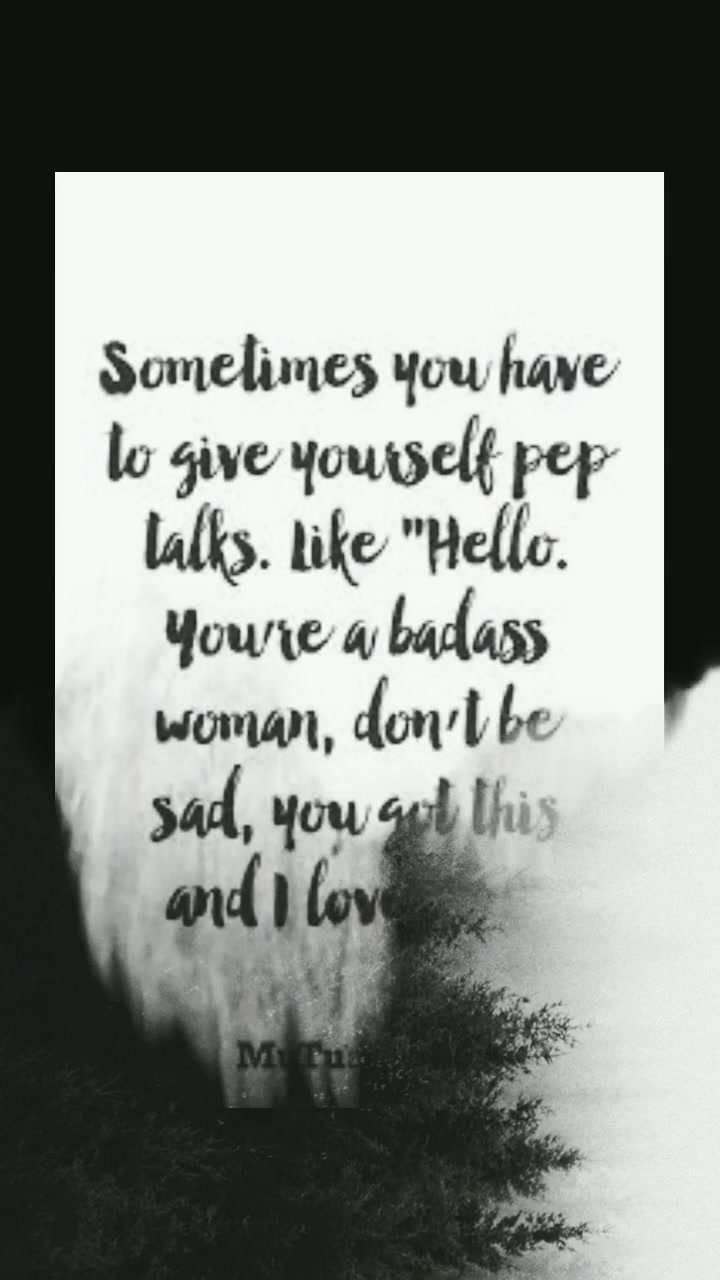 Sometimes you have
to give yourself pep
talks. Like "Hello.
You're a badass
woman, don't be
sad, you got this
and I love